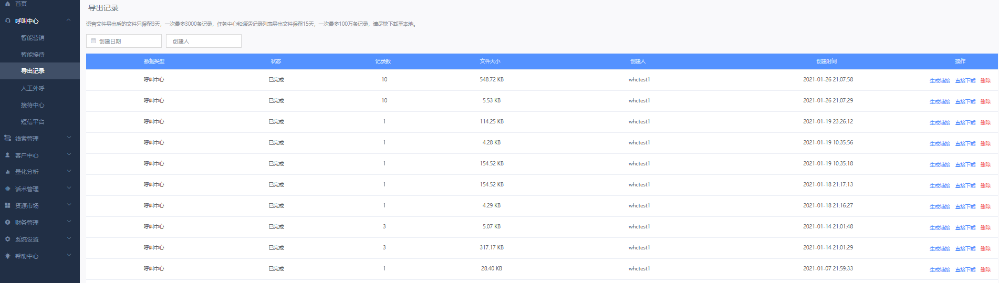 首页
呼叫中心
智能营销
智能接待
导出记录
人工外呼
接待中心
短信平台
线索管理
客户中心
量化分析
话术管理
资源市场
财务管理
系统设置
帮助中心
导出记录
语音文件导出后的文件只保留3天，一次最多3000条记录，任务中心和通话记录列表导出文件保留15天，一次最多100万条记录，请尽快下载至本地。
创建日期 创建人
数据类型 状态 记录数 文件大小 创建人 创建时间 操作
呼叫中心 已完成 10 548.72 KB whctest1 2021-01-26 21:07:58 生成链接 直接下载 删除
呼叫中心 已完成 10 5.53 KB whctest1 2021-01-26 21:07:29 生成链接 直接下载 删除
呼叫中心 已完成 1 114.25 KB whctest1 2021-01-19 23:26:12 生成链接 直接下载 删除
呼叫中心 已完成 1 4.28 KB whctest1 2021-01-19 10:35:56 生成链接 直接下载 删除
呼叫中心 已完成 1 154.52 KB whctest1 2021-01-19 10:35:18 生成链接 直接下载 删除
呼叫中心 已完成 1 154.52 KB whctest1 2021-01-18 21:17:13 生成链接 直接下载 删除
呼叫中心 已完成 1 4.29 KB whctest1 2021-01-18 21:16:27 生成链接 直接下载 删除
呼叫中心 已完成 3 5.07 KB whctest1 2021-01-14 21:01:48 生成链接 直接下载 删除
呼叫中心 已完成 3 317.17 KB whctest1 2021-01-14 21:01:29 生成链接 直接下载 删除
呼叫中心 已完成 1 28.40 KB whctest1 2021-01-07 21:59:33 生成链接 直接下载 删除